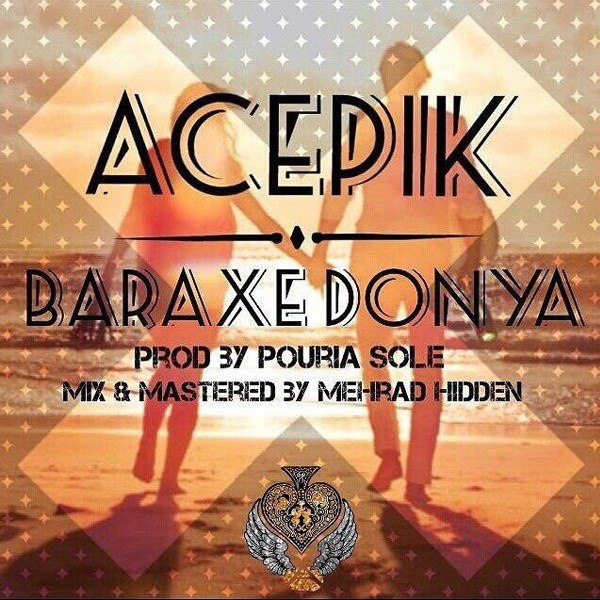 ACEPIK
BARAXE DONYA
PROD BY POURIA SOLE
MIX & MASTERED BY MEHRAD HIDDEN